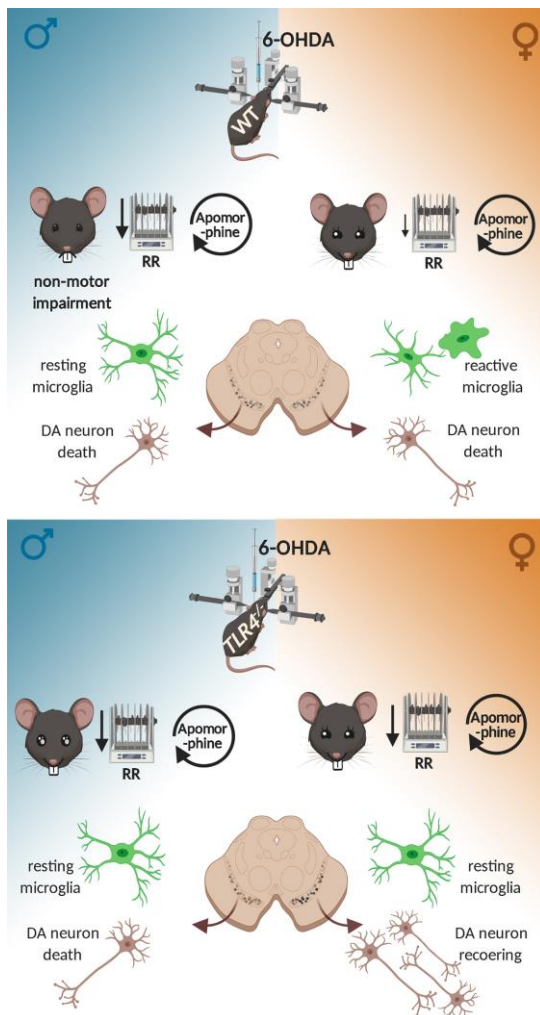 6-OHDA
WT
Apomor
-phine
RR
non-motor
impairment
Apomor
-phine
RR
resting
microglia
reactive
microglia
DA neuron
death
DA neuron
death
6-OHDA
TLR4-/-
Apomor
-phine
RR
Apomor
-phine
RR
resting
microglia
resting
microglia
DA neuron
death
DA neuron
recoering